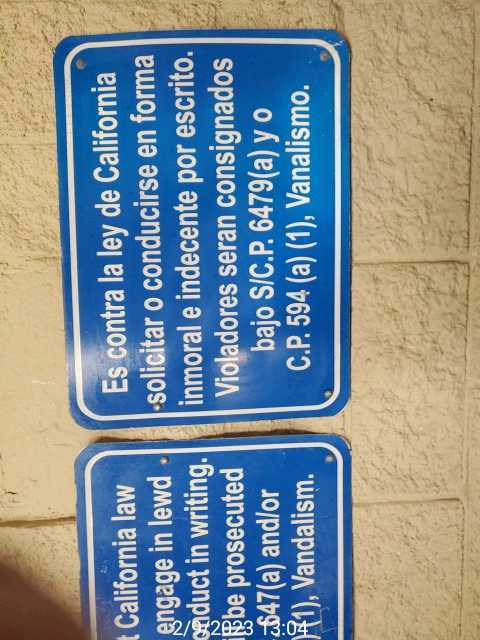 Es contra la ley de California
solicitar o conducirse en forma
inmoral e indecente por escrito.
Violadores seran consignados
bajo S/C.P. 6479(a) y o
C.P. 594 (a) (1), Vanalismo.
t California law
engage in lewd
duct in writing.
be prosecuted
647(a) and/or
(1), Vandalism.
2/9/2023 13:04